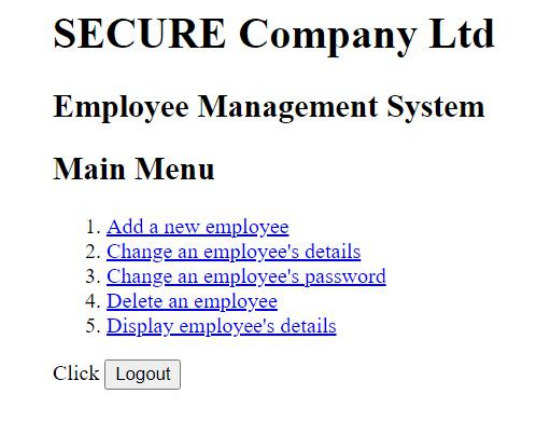 SECURE Company Ltd
Employee Management System
Main Menu
1. Add a new employee
2. Change an employee's details
3. Change an employee's password
4. Delete an employee
5. Display employee's details
Click Logout